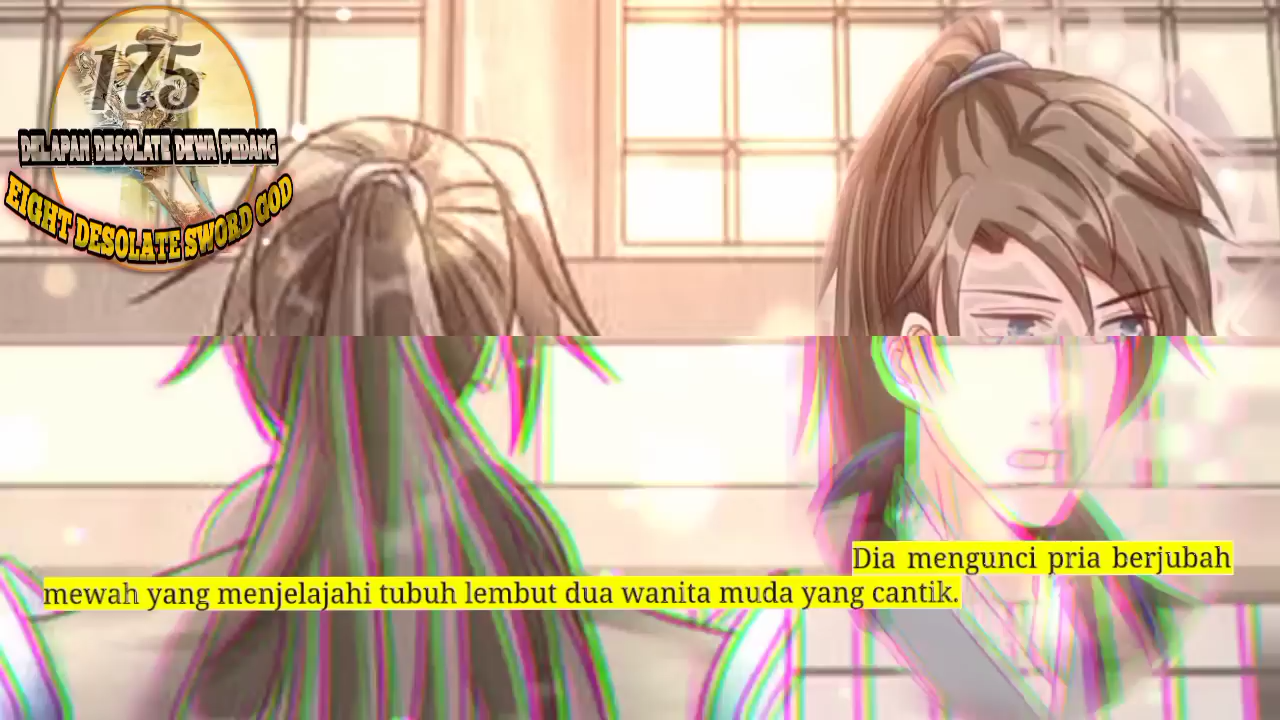 175
DELAPAN DESOLATE DEWA PEDANG
EIGHT DESOLATE SWORD GOD
Dia mengunci pria berjubah
mewah yang menjelajahi tubuh lembut dua wanita muda yang cantik.